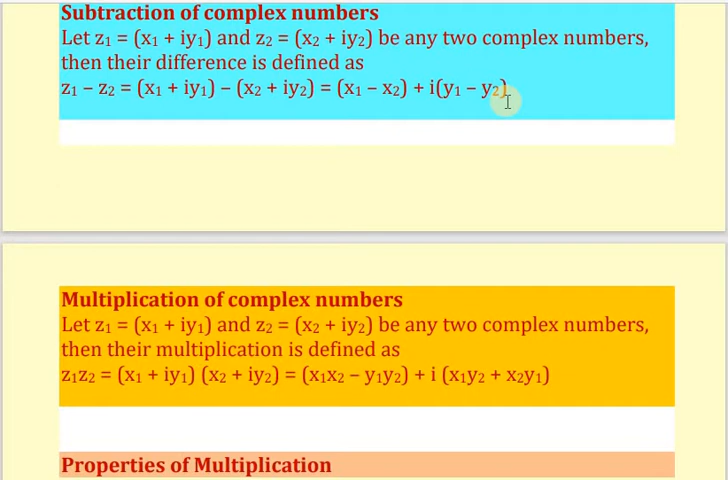 Subtraction of complex numbers
Let z₁ = (x₁ + iy₁) and z₂ = (x₂ + iy₂) be any two complex numbers,
then their difference is defined as
z₁ – z₂ = (x₁ + iy₁) – (x₂ + iy₂) = (x₁ – x₂) + i(y₁ – y₂)
Multiplication of complex numbers
Let z₁ = (x₁ + iy₁) and z₂ = (x₂ + iy₂) be any two complex numbers,
then their multiplication is defined as
z₁z₂ = (x₁ + iy₁) (x₂ + iy₂) = (x₁x₂ – y₁y₂) + i (x₁y₂ + x₂y₁)
Properties of Multiplication